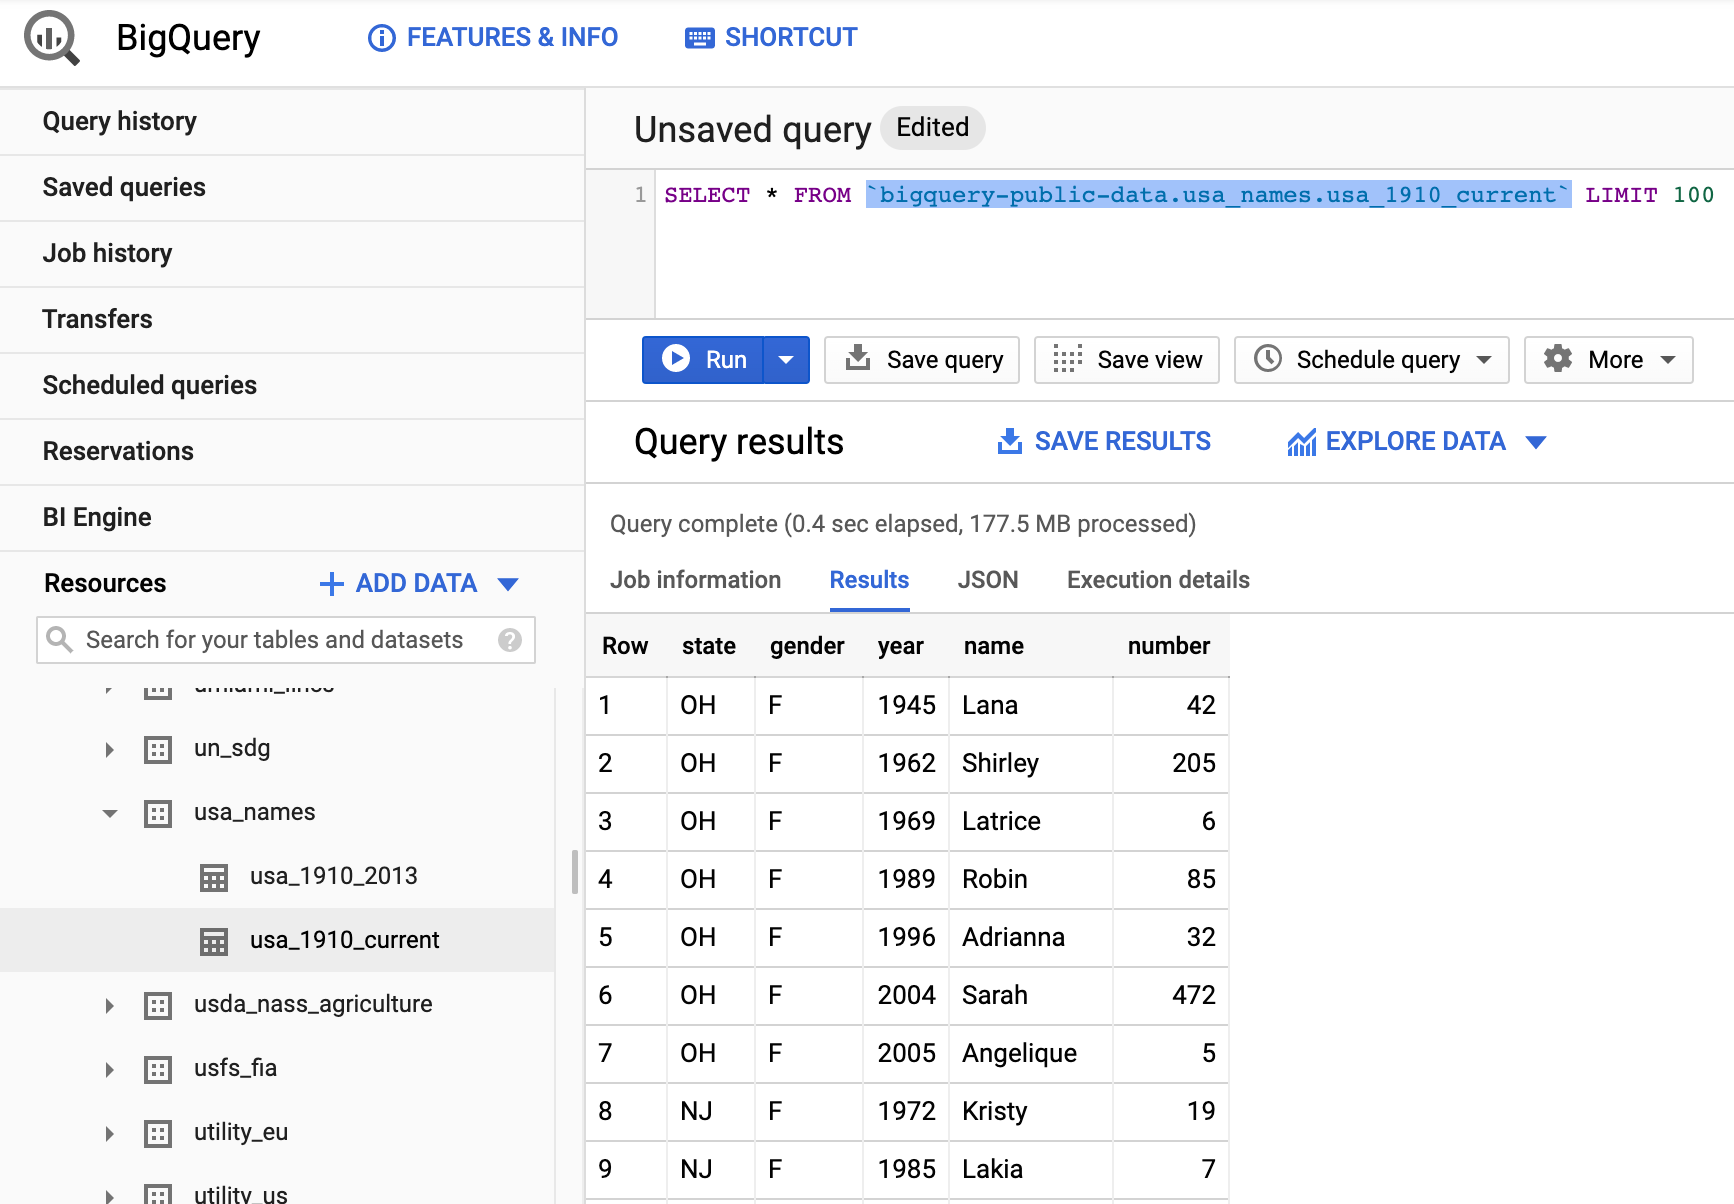 BigQuery
FEATURES & INFO
SHORTCUT
Query history
Saved queries
Job history
Transfers
Scheduled queries
Reservations
BI Engine
Resources
ADD DATA
Search for your tables and datasets
un_sdg
usa_names
usa_1910_2013
usa_1910_current
usda_nass_agriculture
usfs_fia
utility_eu
utility_us
Unsaved query Edited
1 SELECT * FROM `bigquery-public-data.usa_names.usa_1910_current` LIMIT 100
Run
Save query
Save view
Schedule query
More
Query results
SAVE RESULTS
EXPLORE DATA
Query complete (0.4 sec elapsed, 177.5 MB processed)
Job information Results JSON Execution details
Row state gender year name number
1 OH F 1945 Lana 42
2 OH F 1962 Shirley 205
3 OH F 1969 Latrice 6
4 OH F 1989 Robin 85
5 OH F 1996 Adrianna 32
6 OH F 2004 Sarah 472
7 OH F 2005 Angelique 5
8 NJ F 1972 Kristy 19
9 NJ F 1985 Lakia 7